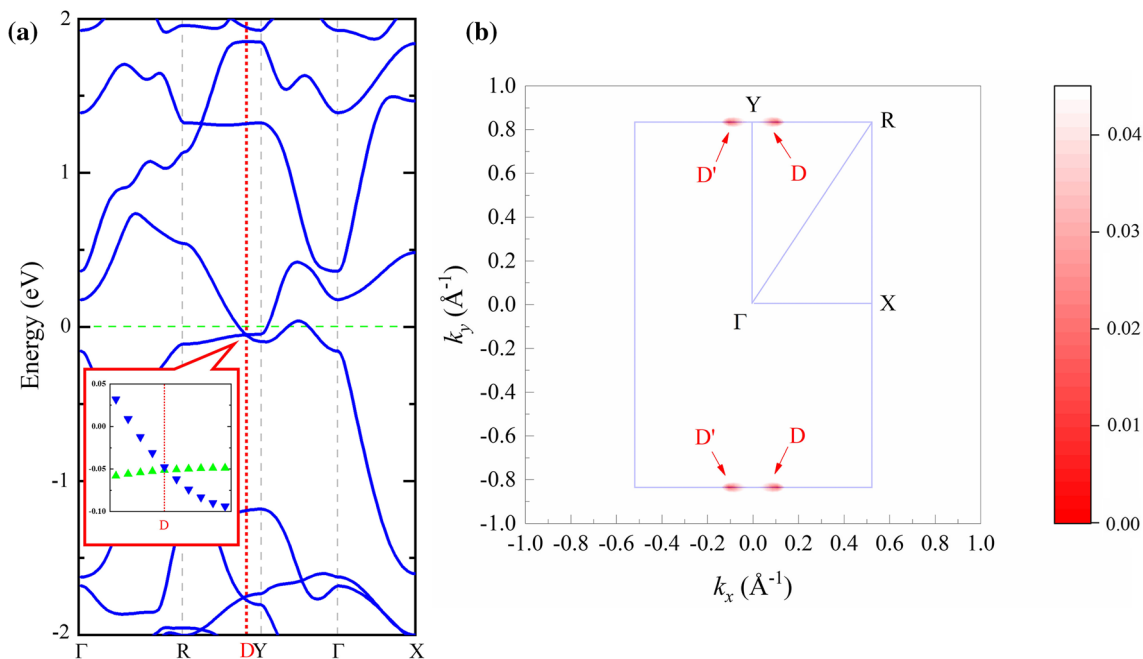 (a)
Energy (eV)
2
1
0
-1
-2
Γ R D Y Γ X
0.05
0.00
-0.05
-0.10
D
(b)
1.0
0.8
0.6
0.4
0.2
0.0
-0.2
-0.4
-0.6
-0.8
-1.0
k_y (Å⁻¹)
-1.0 -0.8 -0.6 -0.4 -0.2 0.0 0.2 0.4 0.6 0.8 1.0
k_x (Å⁻¹)
Y
R
D' D
Γ
X
D' D
0.04
0.03
0.02
0.01
0.00